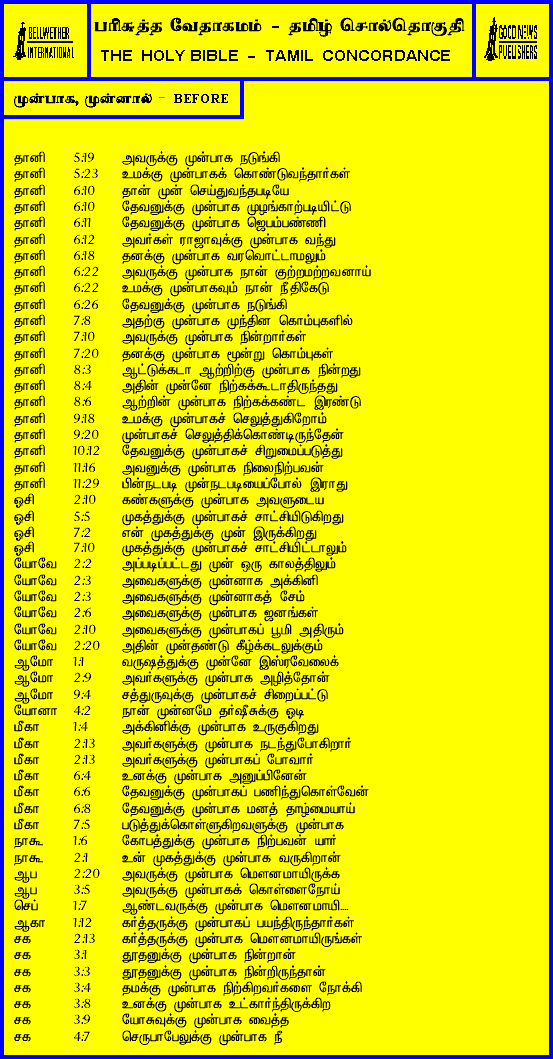 BELLWETHER
INTERNATIONAL
பரிசுத்த வேதாகமம் - தமிழ் சொல்தொகுதி
THE HOLY BIBLE - TAMIL CONCORDANCE
GOOD NEWS
PUBLISHERS
முன்பாக, முன்னால் - BEFORE
தானி 5:19 அவருக்கு முன்பாக நடுங்கி
தானி 5:23 உமக்கு முன்பாகக் கொண்டுவந்தார்கள்
தானி 6:10 தான் முன் செய்துவந்தபடியே
தானி 6:10 தேவனுக்கு முன்பாக முழங்காற்படியிட்டு
தானி 6:11 தேவனுக்கு முன்பாக ஜெபம்பண்ணி
தானி 6:12 அவர்கள் ராஜாவுக்கு முன்பாக வந்து
தானி 6:18 தனக்கு முன்பாக வரவொட்டாமலும்
தானி 6:22 அவருக்கு முன்பாக நான் குற்றமற்றவனாய்
தானி 6:22 உமக்கு முன்பாகவும் நான் நீதிகேடு
தானி 6:26 தேவனுக்கு முன்பாக நடுங்கி
தானி 7:8 அதற்கு முன்பாக முந்தின கொம்புகளில்
தானி 7:10 அவருக்கு முன்பாக நின்றார்கள்
தானி 7:20 தனக்கு முன்பாக மூன்று கொம்புகள்
தானி 8:3 ஆட்டுக்கடா ஆற்றிற்கு முன்பாக நின்றது
தானி 8:4 அதின் முன்னே நிற்கக்கூடாதிருந்தது
தானி 8:6 ஆற்றின் முன்பாக நிற்கக்கண்ட இரண்டு
தானி 9:18 உமக்கு முன்பாகச் செலுத்துகிறோம்
தானி 9:20 முன்பாகச் செலுத்திக்கொண்டிருந்தேன்
தானி 10:12 தேவனுக்கு முன்பாகச் சிறுமைப்படுத்து
தானி 11:16 அவனுக்கு முன்பாக நிலைநிற்பவன்
தானி 11:29 பின்நடபடி முன்நடபடியைப்போல் இராது
ஓசி 2:10 கண்களுக்கு முன்பாக அவளுடைய
ஓசி 5:5 முகத்துக்கு முன்பாகச் சாட்சியிடுகிறது
ஓசி 7:2 என் முகத்துக்கு முன் இருக்கிறது
ஓசி 7:10 முகத்துக்கு முன்பாகச் சாட்சியிட்டாலும்
யோவே 2:2 அப்படிப்பட்டது முன் ஒரு காலத்திலும்
யோவே 2:3 அவைகளுக்கு முன்னாக அக்கினி
யோவே 2:3 அவைகளுக்கு முன்னாகத் சேம்
யோவே 2:6 அவைகளுக்கு முன்பாக ஜனங்கள்
யோவே 2:10 அவைகளுக்கு முன்பாகப் பூமி அதிரும்
யோவே 2:20 அதின் முன்தண்டு கீழ்க்கடலுக்கும்
ஆமோ 1:1 வருஷத்துக்கு முன்னே இஸ்ரவேலைக்
ஆமோ 2:9 அவர்களுக்கு முன்பாக அழித்தோன்
ஆமோ 9:4 சத்துருவுக்கு முன்பாகச் சிறைப்பட்டு
யோனா 4:2 நான் முன்னமே தர்ஷீசுக்கு ஓடி
மீகா 1:4 அக்கினிக்கு முன்பாக உருகுகிறது
மீகா 2:13 அவர்களுக்கு முன்பாக நடந்துபோகிறார்
மீகா 2:13 அவர்களுக்கு முன்பாகப் போவார்
மீகா 6:4 உனக்கு முன்பாக அனுப்பினேன்
மீகா 6:6 தேவனுக்கு முன்பாகப் பணிந்துகொள்வேன்
மீகா 6:8 தேவனுக்கு முன்பாக மனத் தாழ்மையாய்
மீகா 7:5 படுத்துக்கொள்ளுகிறவளுக்கு முன்பாக
நாகூ 1:6 கோபத்துக்கு முன்பாக நிற்பவன் யார்
நாகூ 2:1 உன் முகத்துக்கு முன்பாக வருகிறான்
ஆப 2:20 அவருக்கு முன்பாக மௌனமாயிருக்க
ஆப 3:5 அவருக்கு முன்பாகக் கொள்ளைநோய்
செப் 1:7 ஆண்டவருக்கு முன்பாக மௌனமாயி....
ஆகா 1:12 கர்த்தருக்கு முன்பாகப் பயந்திருந்தார்கள்
சக 2:13 கர்த்தருக்கு முன்பாக மௌனமாயிருங்கள்
சக 3:1 தூதனுக்கு முன்பாக நின்றான்
சக 3:3 தூதனுக்கு முன்பாக நின்றிருந்தான்
சக 3:4 தமக்கு முன்பாக நிற்கிறவர்களை நோக்கி
சக 3:8 உனக்கு முன்பாக உட்கார்ந்திருக்கிற
சக 3:9 யோசுவுக்கு முன்பாக வைத்த
சக 4:7 செருபாபேலுக்கு முன்பாக நீ